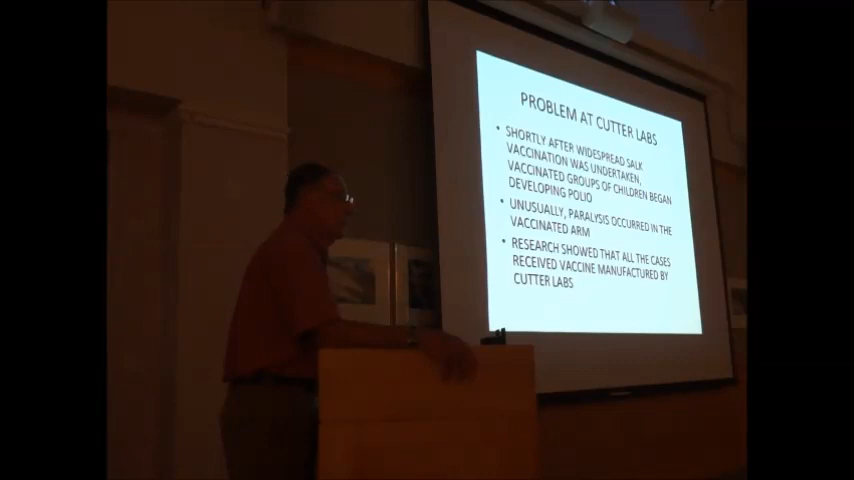 PROBLEM AT CUTTER LABS
• SHORTLY AFTER WIDESPREAD SALK
VACCINATION WAS UNDERTAKEN,
VACCINATED GROUPS OF CHILDREN BEGAN
DEVELOPING POLIO
• UNUSUALLY, PARALYSIS OCCURRED IN THE
VACCINATED ARM
• RESEARCH SHOWED THAT ALL THE CASES
RECEIVED VACCINE MANUFACTURED BY
CUTTER LABS